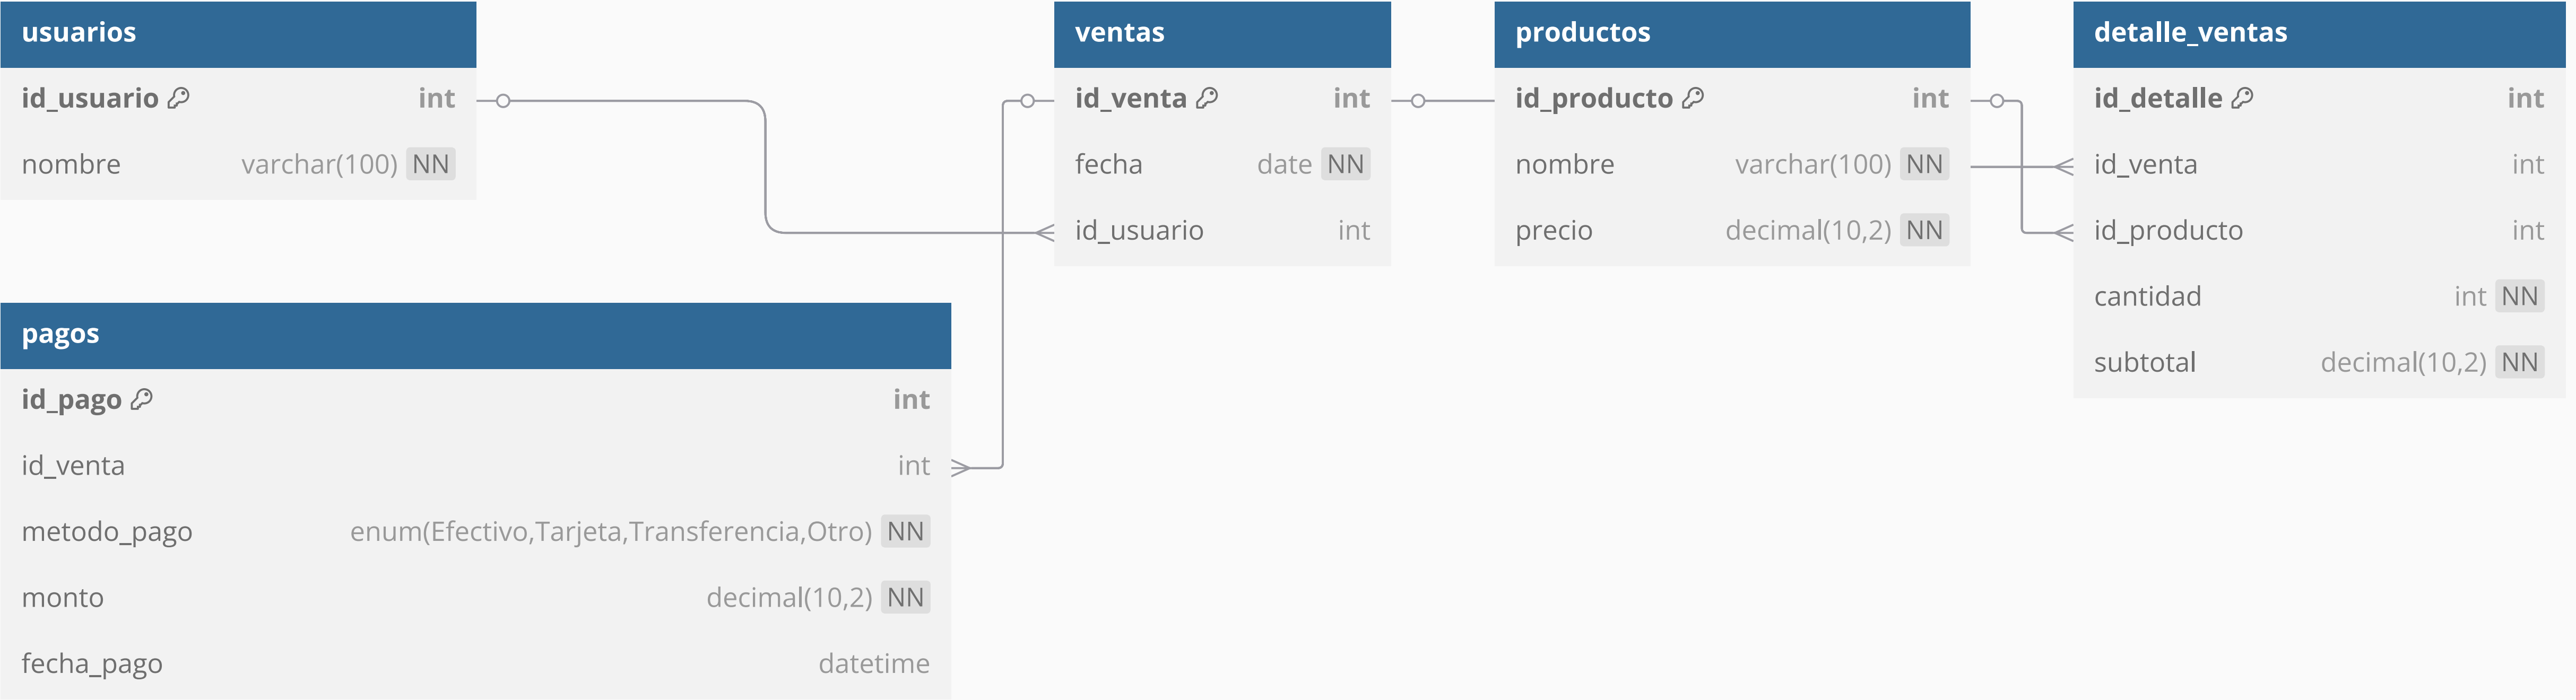 usuarios
id_usuario int
nombre varchar(100) NN
pagos
id_pago int
id_venta int
metodo_pago enum(Efectivo,Tarjeta,Transferencia,Otro) NN
monto decimal(10,2) NN
fecha_pago datetime
ventas
id_venta int
fecha date NN
id_usuario int
productos
id_producto int
nombre varchar(100) NN
precio decimal(10,2) NN
detalle_ventas
id_detalle int
id_venta int
id_producto int
cantidad int NN
subtotal decimal(10,2) NN